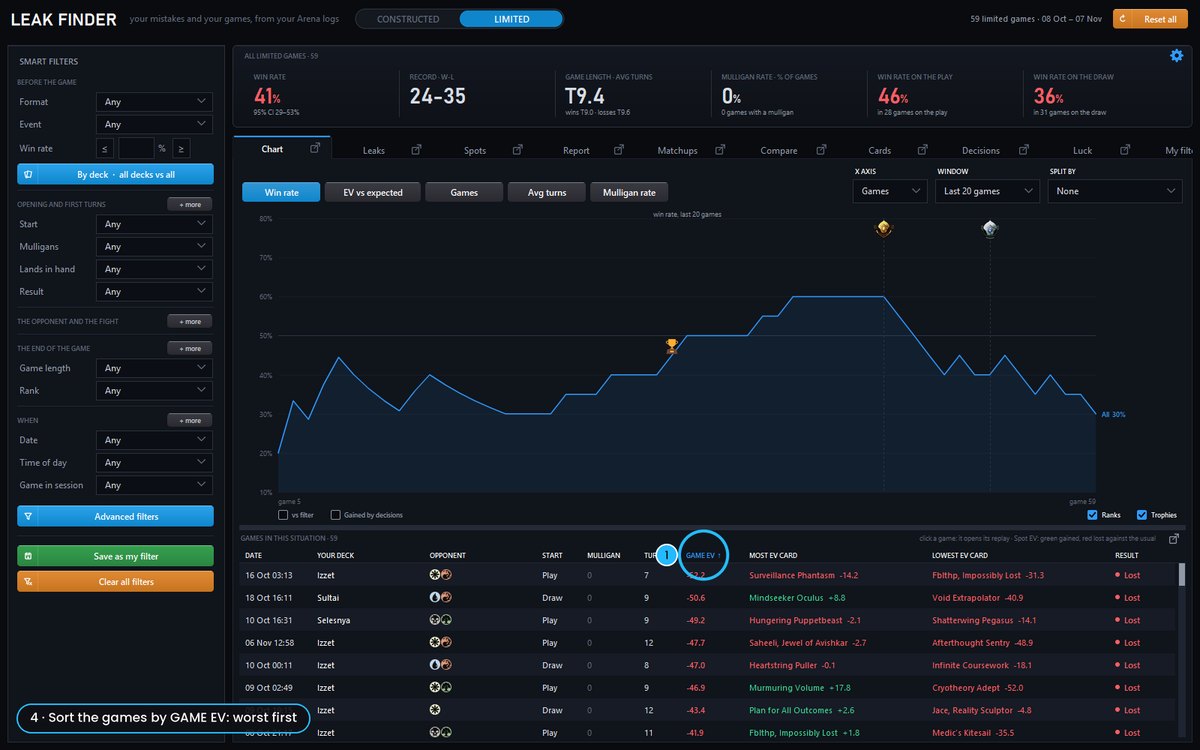 LEAK FINDER your mistakes and your games, from your Arena logs CONSTRUCTED LIMITED 59 limited games · 08 Oct – 07 Nov Reset all
SMART FILTERS
BEFORE THE GAME
Format Any
Event Any
Win rate ≤ % ≥
By deck · all decks vs all
OPENING AND FIRST TURNS + more
Start Any
Mulligans Any
Lands in hand Any
Result Any
THE OPPONENT AND THE FIGHT + more
THE END OF THE GAME + more
Game length Any
Rank Any
WHEN + more
Date Any
Time of day Any
Game in session Any
Advanced filters
Save as my filter
Clear all filters
ALL LIMITED GAMES · 59
WIN RATE RECORD · W-L GAME LENGTH · AVG TURNS MULLIGAN RATE · % OF GAMES WIN RATE ON THE PLAY WIN RATE ON THE DRAW
41% 24-35 T9.4 0% 46% 36%
95% CI 29–53% wins T9.0 · losses T9.6 0 games with a mulligan in 28 games on the play in 31 games on the draw
Chart Leaks Spots Report Matchups Compare Cards Decisions Luck My filt
X AXIS WINDOW SPLIT BY
Win rate EV vs expected Games Avg turns Mulligan rate Games Last 20 games None
win rate, last 20 games
80%
70%
60%
50%
40%
30%
20%
10%
All 30%
game 5 game 59
vs filter Gained by decisions Ranks Trophies
GAMES IN THIS SITUATION · 59 click a game: it opens its replay · Spot EV: green gained, red lost against the usual
DATE YOUR DECK OPPONENT START MULLIGAN 1 GAME EV ↑ MOST EV CARD LOWEST EV CARD RESULT
16 Oct 03:13 Izzet Play 0 7 Surveillance Phantasm -14.2 Fblthp, Impossibly Lost -31.3 Lost
18 Oct 16:11 Sultai Draw 0 9 -50.6 Mindseeker Oculus +8.8 Void Extrapolator -40.9 Lost
10 Oct 16:31 Selesnya Play 0 9 -49.2 Hungering Puppetbeast -2.1 Shatterwing Pegasus -14.1 Lost
06 Nov 12:58 Izzet Play 0 12 -47.7 Saheeli, Jewel of Avishkar -2.7 Afterthought Sentry -48.9 Lost
10 Oct 00:11 Izzet Draw 0 8 -47.0 Heartstring Puller -0.1 Infinite Coursework -18.1 Lost
09 Oct 02:49 Izzet Play 0 9 -46.9 Murmuring Volume +17.8 Cryotheory Adept -52.0 Lost
Draw 0 12 -43.4 Plan for All Outcomes +2.6 Jace, Reality Sculptor -4.8 Lost
Play 0 11 -41.9 Fblthp, Impossibly Lost +1.8 Medic's Kitesail -35.5 Lost
4 · Sort the games by GAME EV: worst first